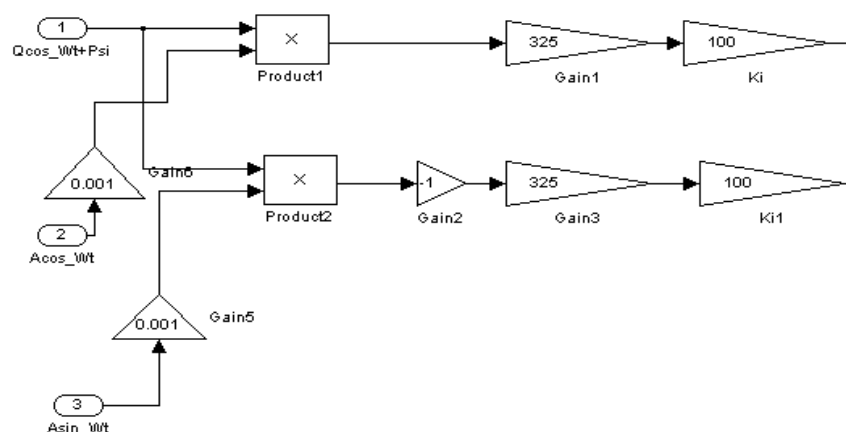 1
Qcos_Wt+Psi
×
Product1
325
Gain1
100
Ki
0.001
Gain6
2
Acos_Wt
×
Product2
-1
Gain2
325
Gain3
100
Ki1
0.001
Gain5
3
Asin_Wt